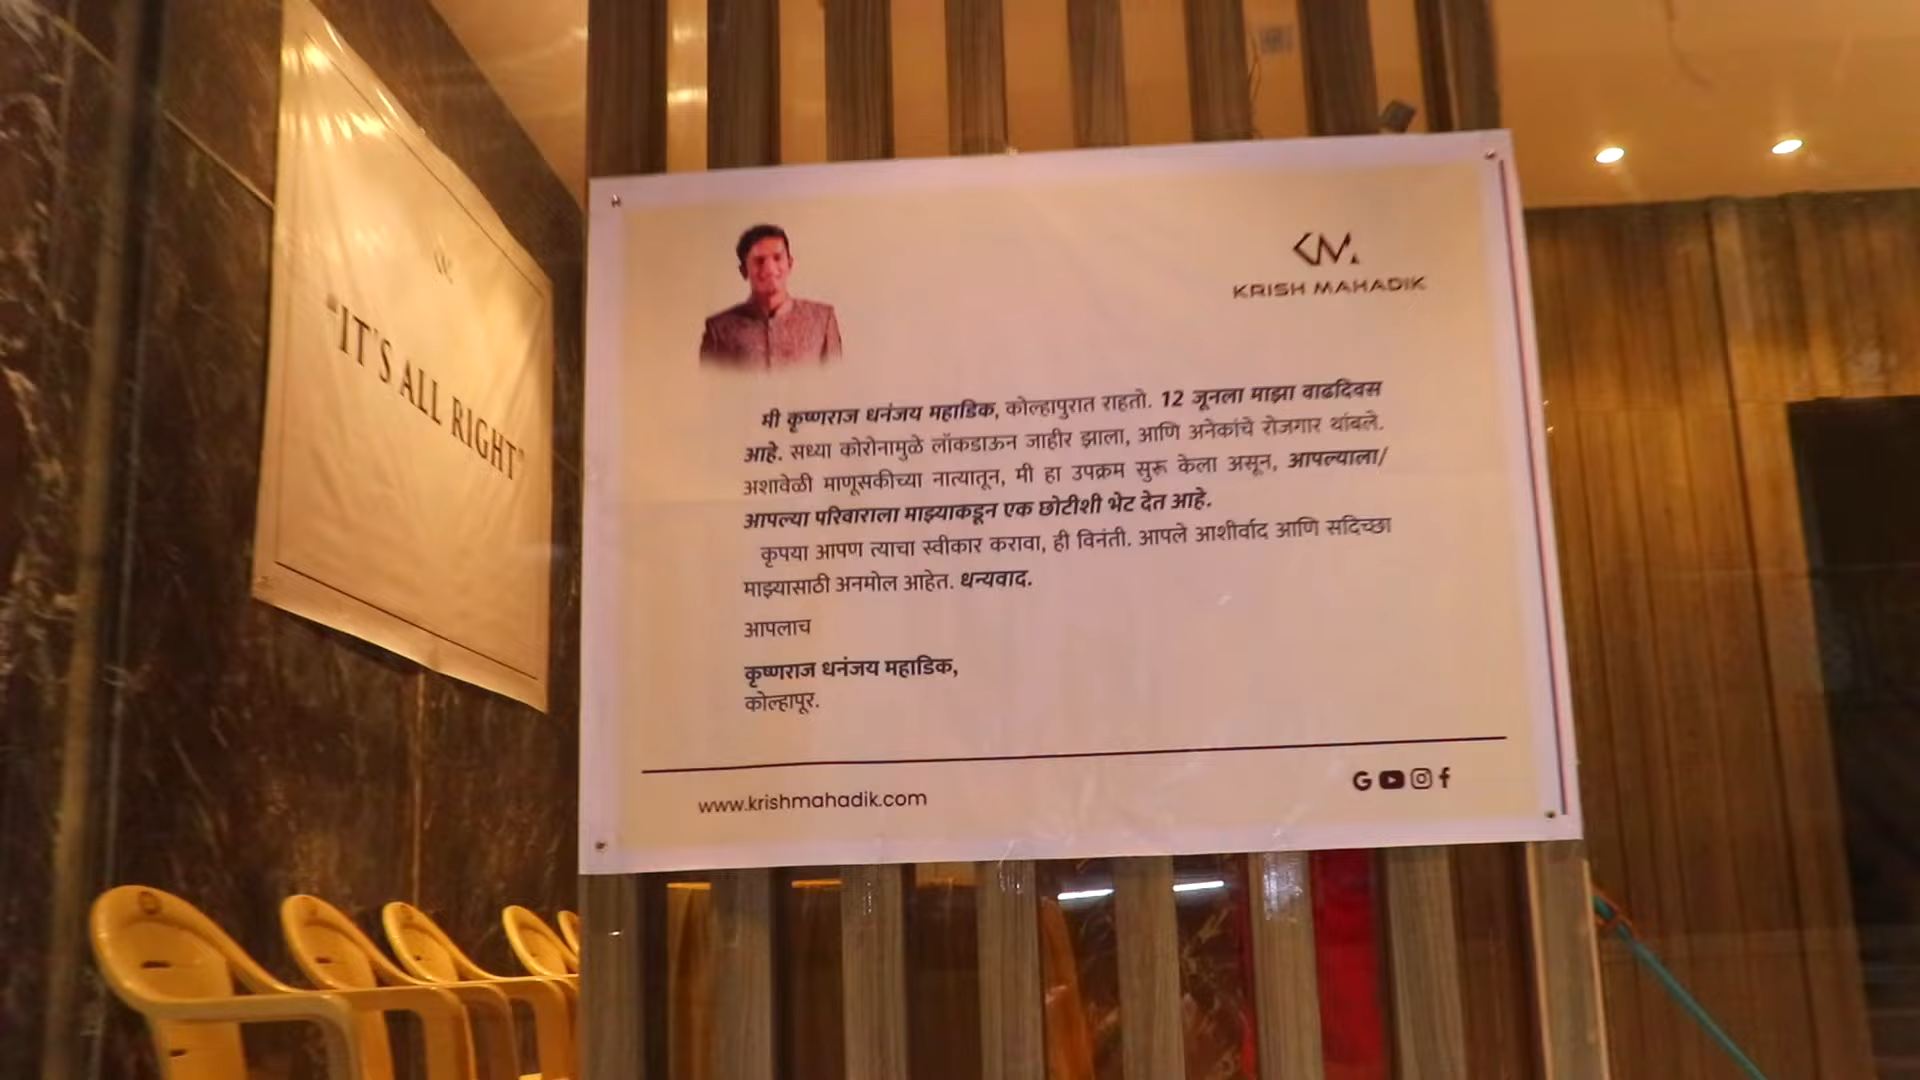 "IT'S ALL RIGHT"
KRISH MAHADIK
मी कृष्णराज धनंजय महाडिक, कोल्हापुरात राहतो. 12 जूनला माझा वाढदिवस
आहे. सध्या कोरोनामुळे लॉकडाऊन जाहीर झाला, आणि अनेकांचे रोजगार थांबले.
अशावेळी माणूसकीच्या नात्यातून, मी हा उपक्रम सुरू केला असून, आपल्याला/
आपल्या परिवाराला माझ्याकडून एक छोटीशी भेट देत आहे.
कृपया आपण त्याचा स्वीकार करावा, ही विनंती. आपले आशीर्वाद आणि सदिच्छा
माझ्यासाठी अनमोल आहेत. धन्यवाद.
आपलाच
कृष्णराज धनंजय महाडिक,
कोल्हापूर.
www.krishmahadik.com